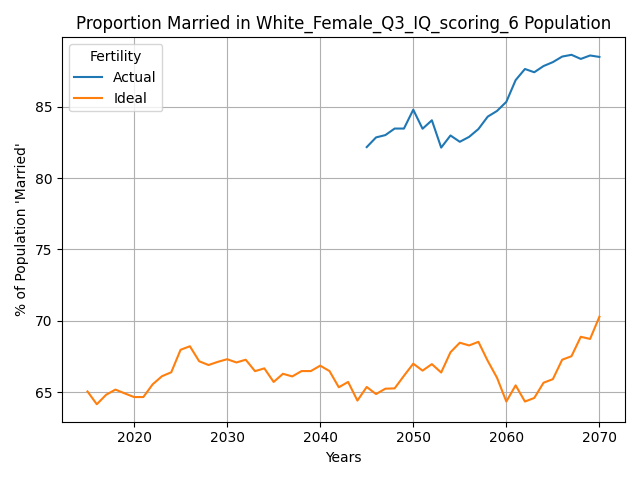 Proportion Married in White_Female_Q3_IQ_scoring_6 Population
Fertility
Actual
Ideal
% of Population 'Married'
85
80
75
70
65
2020 2030 2040 2050 2060 2070
Years